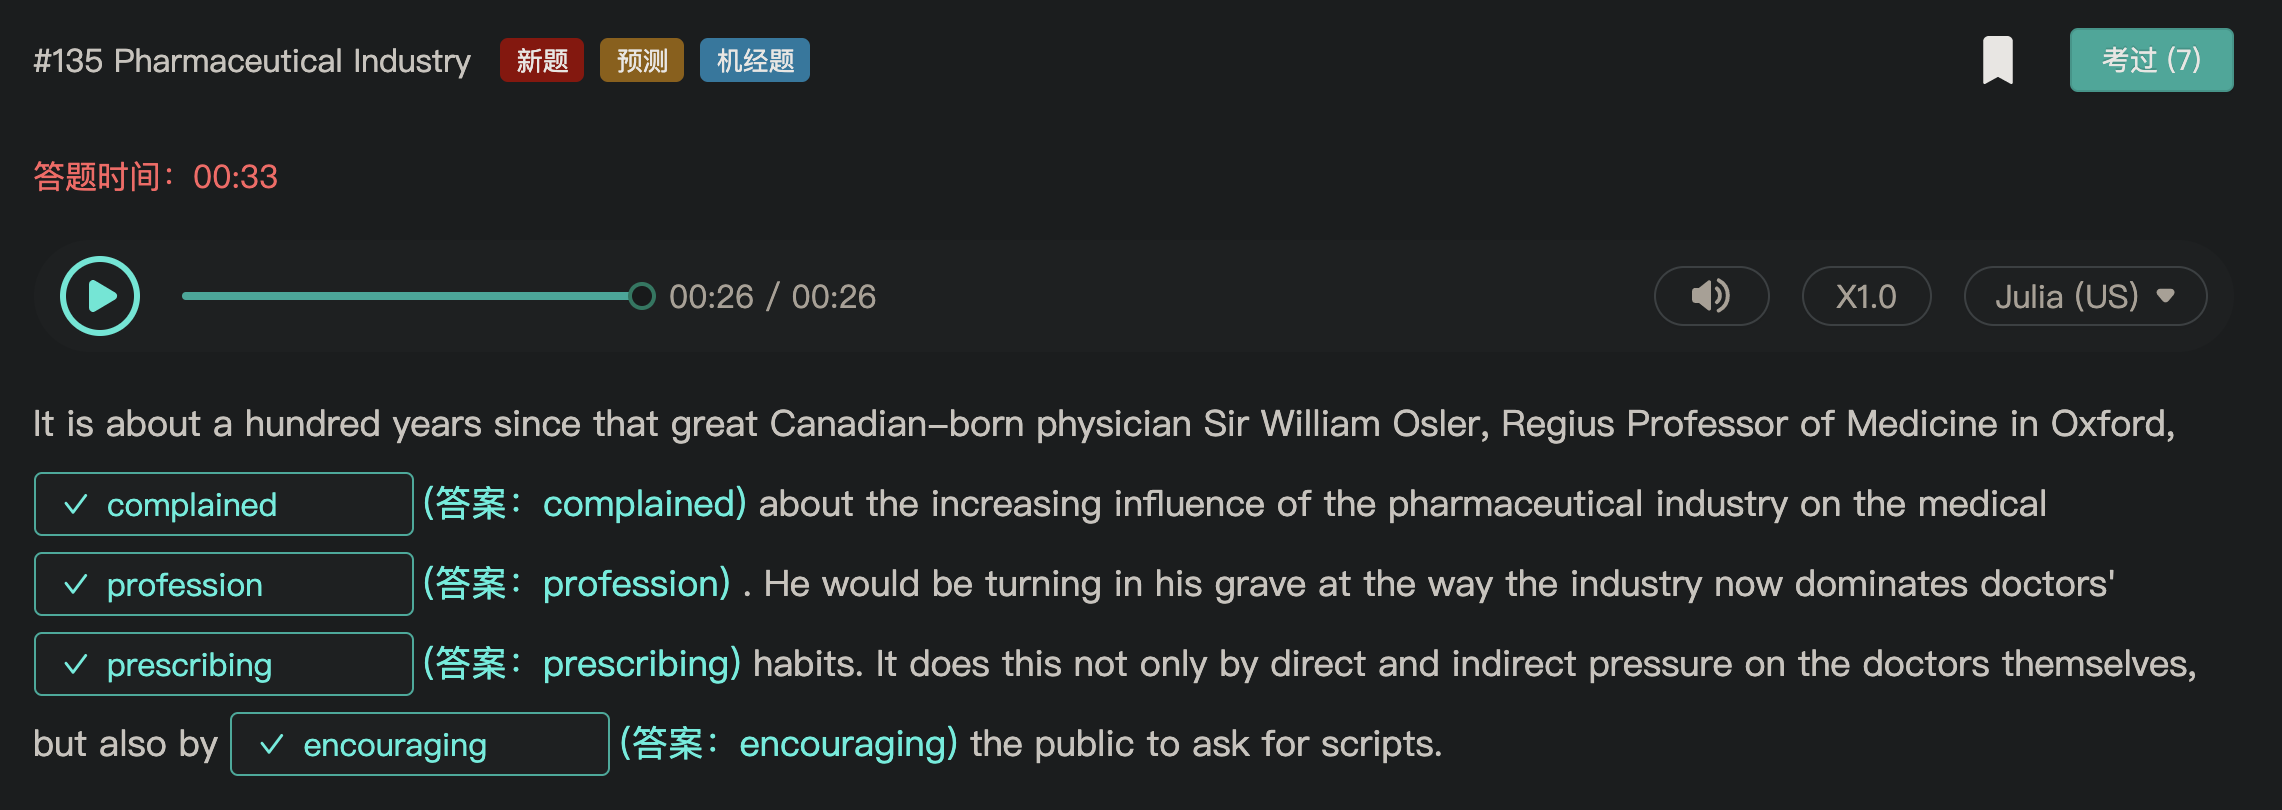 #135 Pharmaceutical Industry 新题 预测 机经题 考过 (7)
答题时间：00:33
00:26 / 00:26 X1.0 Julia (US)
It is about a hundred years since that great Canadian-born physician Sir William Osler, Regius Professor of Medicine in Oxford,
complained (答案：complained) about the increasing influence of the pharmaceutical industry on the medical
profession (答案：profession) . He would be turning in his grave at the way the industry now dominates doctors'
prescribing (答案：prescribing) habits. It does this not only by direct and indirect pressure on the doctors themselves,
but also by encouraging (答案：encouraging) the public to ask for scripts.